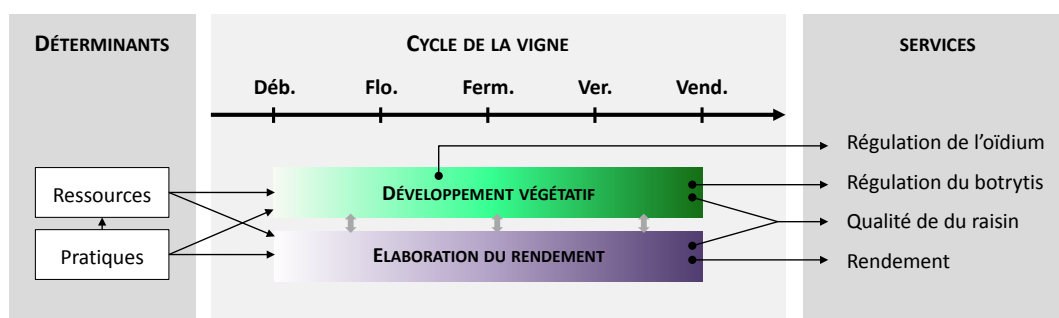 DÉTERMINANTS
CYCLE DE LA VIGNE
SERVICES
Déb. Flo. Ferm. Ver. Vend.
Régulation de l'oïdium
Ressources
DÉVELOPPEMENT VÉGÉTATIF
Régulation du botrytis
Qualité de du raisin
Pratiques
ELABORATION DU RENDEMENT
Rendement